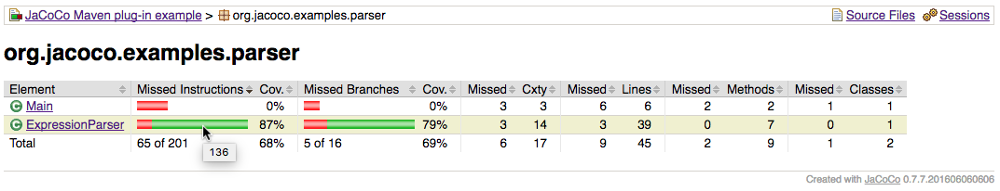 JaCoCo Maven plug-in example > org.jacoco.examples.parser Source Files Sessions
org.jacoco.examples.parser
Element Missed Instructions Cov. Missed Branches Cov. Missed Cxty Missed Lines Missed Methods Missed Classes
Main 0% 0% 3 3 6 6 2 2 1 1
ExpressionParser 87% 79% 3 14 3 39 0 7 0 1
Total 65 of 201 68% 5 of 16 69% 6 17 9 45 2 9 1 2
136
Created with JaCoCo 0.7.7.201606060606